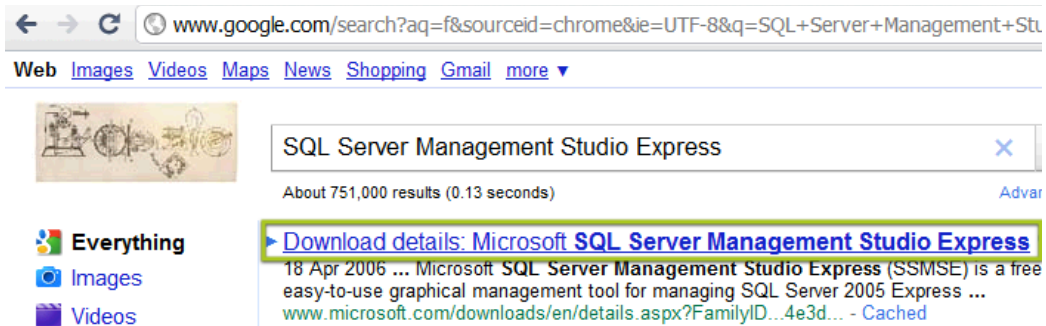 www.google.com/search?aq=f&sourceid=chrome&ie=UTF-8&q=SQL+Server+Management+Stu
Web Images Videos Maps News Shopping Gmail more ▼
SQL Server Management Studio Express ×
About 751,000 results (0.13 seconds) Advan
Everything
Images
Videos
Download details: Microsoft SQL Server Management Studio Express
18 Apr 2006 ... Microsoft SQL Server Management Studio Express (SSMSE) is a free
easy-to-use graphical management tool for managing SQL Server 2005 Express ...
www.microsoft.com/downloads/en/details.aspx?FamilyID...4e3d... - Cached